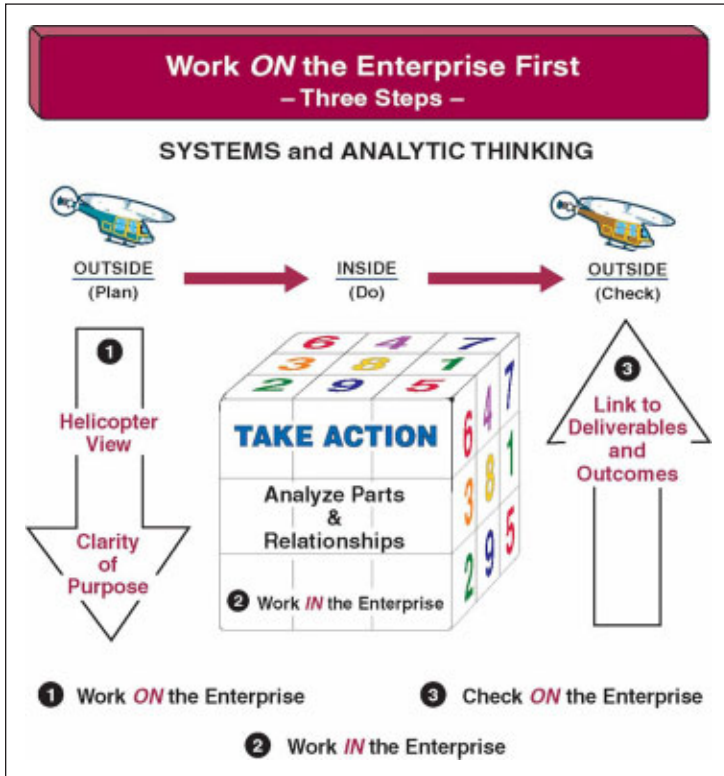 Work ON the Enterprise First
– Three Steps –
SYSTEMS and ANALYTIC THINKING
OUTSIDE
(Plan)
INSIDE
(Do)
OUTSIDE
(Check)
1
Helicopter
View
Clarity
of
Purpose
6 4 7
3 8 1
2 9 5
TAKE ACTION
Analyze Parts
&
Relationships
2 Work IN the Enterprise
6 4 7
3 8 1
2 9 5
3
Link to
Deliverables
and
Outcomes
1 Work ON the Enterprise
3 Check ON the Enterprise
2 Work IN the Enterprise